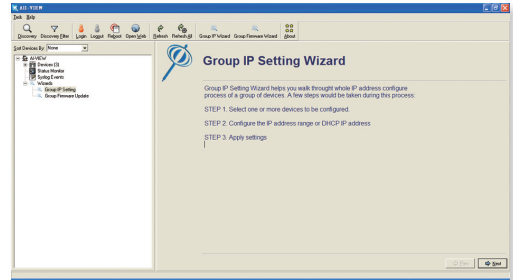 AII-VIEW
Task Help
Discovery Discovery Filter Login Logout Reboot Open Web Refresh Refresh All Group IP Wizard Group Firmware Wizard About
Sort Devices By: None
AII-VIEW
Devices (3)
Status Monitor
Syslog Events
Wizards
Group IP Setting
Group Firmware Update
Group IP Setting Wizard
Group IP Setting Wizard helps you walk throught whole IP address configure
process of a group of devices. A few steps would be taken during this process:
STEP 1. Select one or more devices to be configured.
STEP 2. Configure the IP address range or DHCP IP address
STEP 3. Apply settings
Prev Next